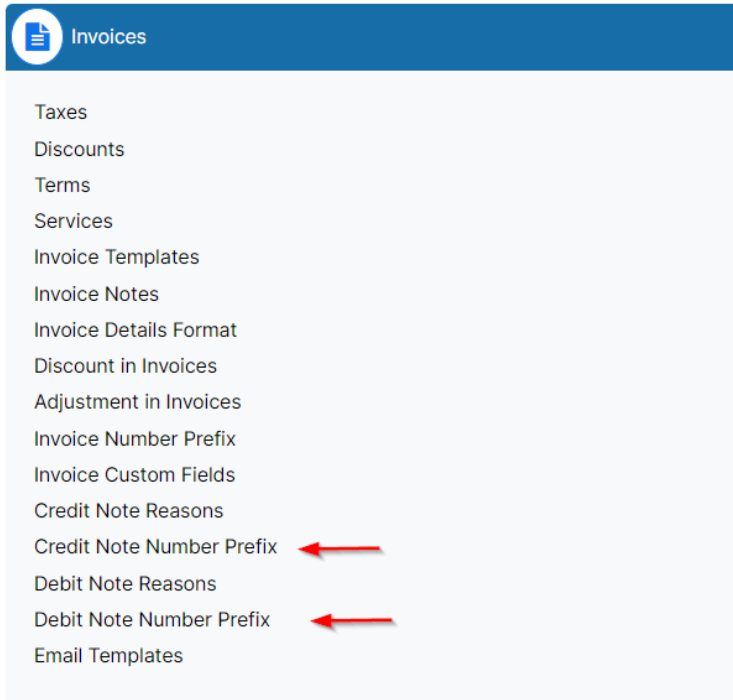 Invoices
Taxes
Discounts
Terms
Services
Invoice Templates
Invoice Notes
Invoice Details Format
Discount in Invoices
Adjustment in Invoices
Invoice Number Prefix
Invoice Custom Fields
Credit Note Reasons
Credit Note Number Prefix
Debit Note Reasons
Debit Note Number Prefix
Email Templates